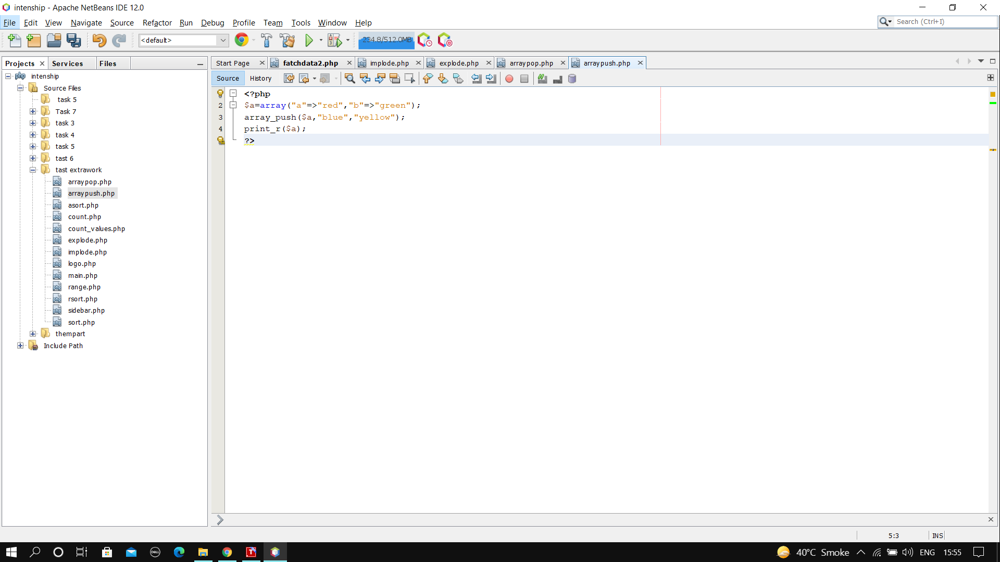 intenship - Apache NetBeans IDE 12.0
File Edit View Navigate Source Refactor Run Debug Profile Team Tools Window Help
Search (Ctrl+I)
<default>
234.8/512.0MB
Projects Services Files
Start Page fatchdata2.php implode.php explode.php arraypop.php arraypush.php
Source History
intenship
Source Files
task 5
Task 7
task 3
task 4
task 5
tast 6
tast extrawork
arraypop.php
arraypush.php
asort.php
count.php
count_values.php
explode.php
implode.php
logo.php
main.php
range.php
rsort.php
sidebar.php
sort.php
thempart
Include Path
<?php
2 $a=array("a"=>"red","b"=>"green");
3 array_push($a,"blue","yellow");
4 print_r($a);
?>
5:3 INS
40°C Smoke ENG 15:55